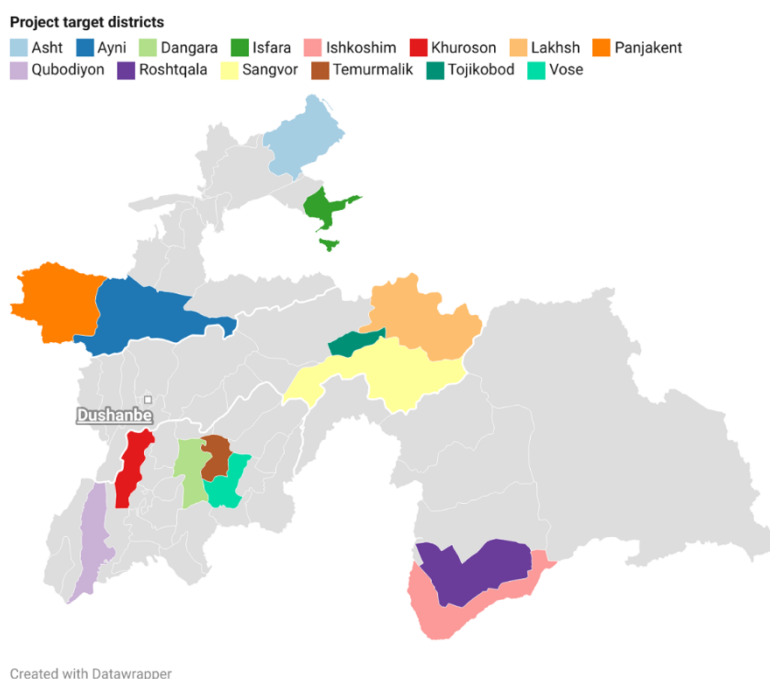 Project target districts
Asht Ayni Dangara Isfara Ishkoshim Khuroson Lakhsh Panjakent
Qubodiyon Roshtqala Sangvor Temurmalik Tojikobod Vose
Dushanbe
Created with Datawrapper